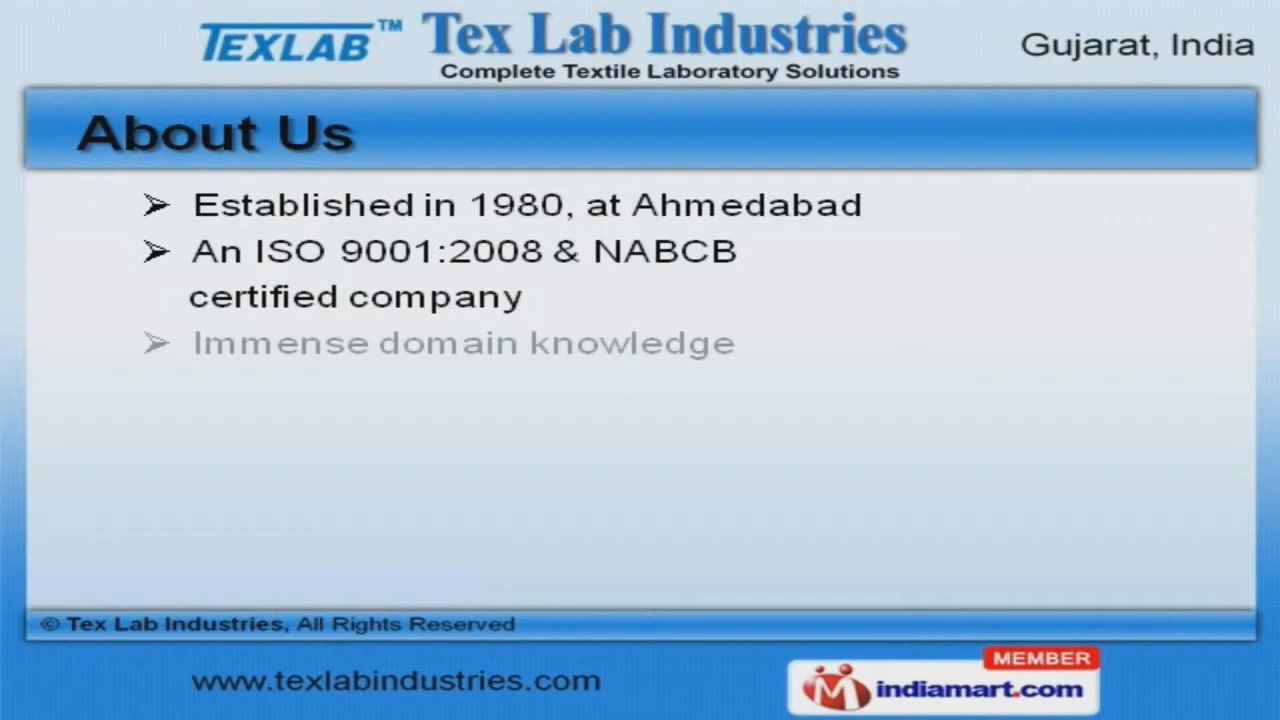 TEXLAB™ Tex Lab Industries
Complete Textile Laboratory Solutions
Gujarat, India
About Us
➢ Established in 1980, at Ahmedabad
➢ An ISO 9001:2008 & NABCB
certified company
➢ Immense domain knowledge
© Tex Lab Industries, All Rights Reserved
www.texlabindustries.com
MEMBER
indiamart.com